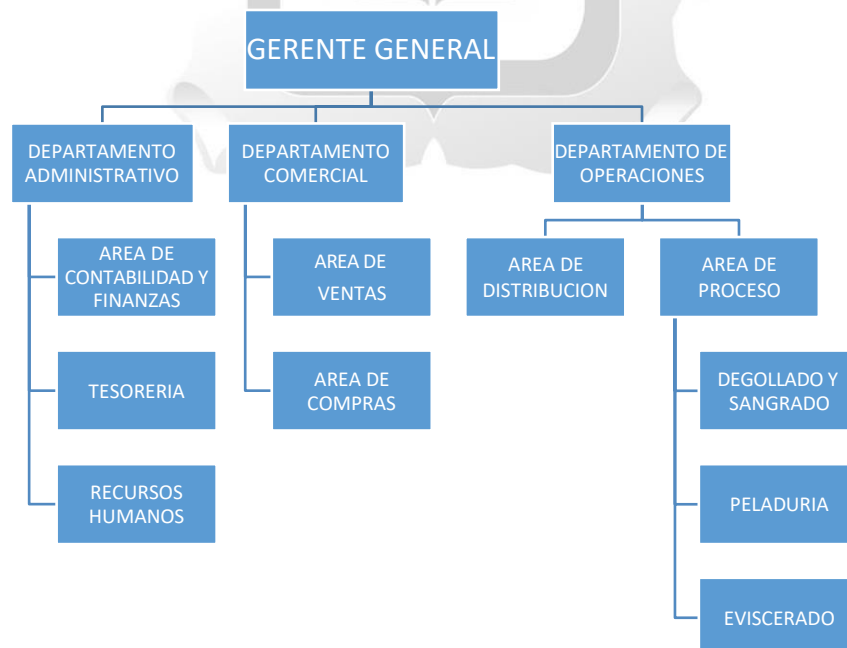 GERENTE GENERAL
DEPARTAMENTO
ADMINISTRATIVO
DEPARTAMENTO
COMERCIAL
DEPARTAMENTO DE
OPERACIONES
AREA DE
CONTABILIDAD Y
FINANZAS
AREA DE
VENTAS
AREA DE
DISTRIBUCION
AREA DE
PROCESO
TESORERIA
AREA DE
COMPRAS
DEGOLLADO Y
SANGRADO
RECURSOS
HUMANOS
PELADURIA
EVISCERADO